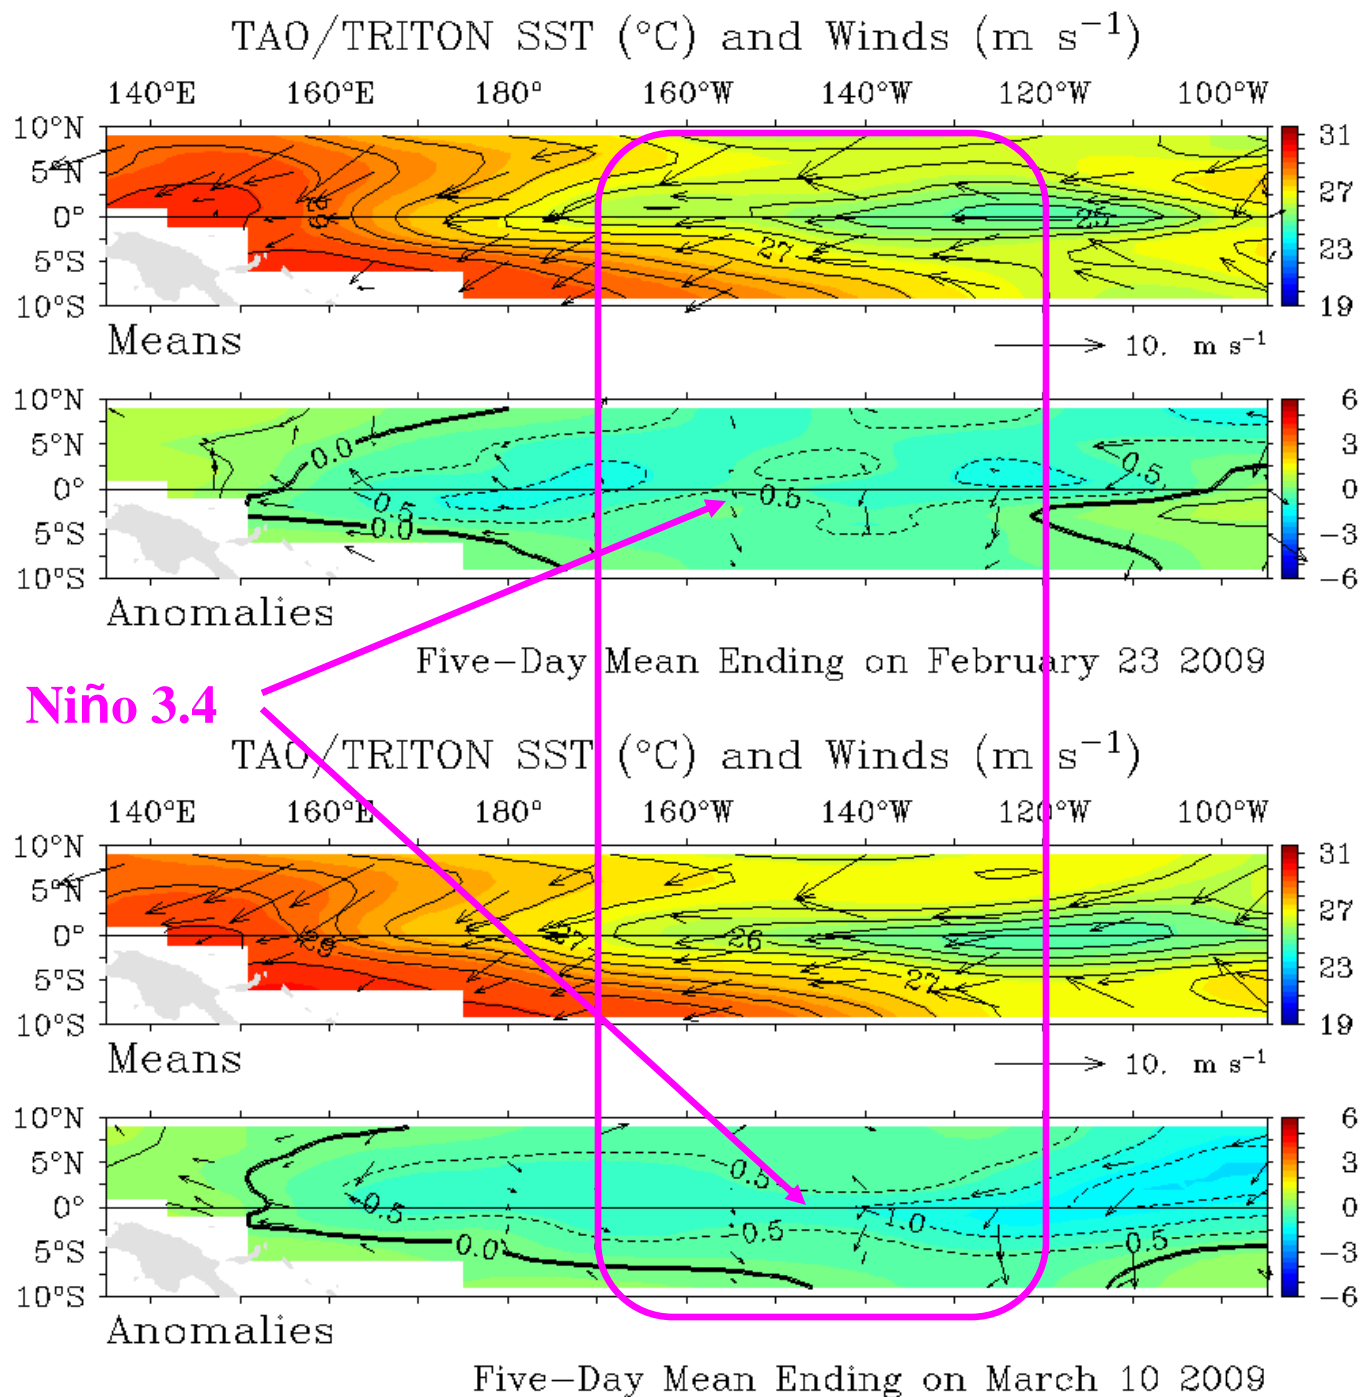 TAO/TRITON SST (°C) and Winds (m s⁻¹)
140°E 160°E 180° 160°W 140°W 120°W 100°W
10°N
5°N
0°
5°S
10°S
29
27
25
31
27
23
19
Means
10. m s⁻¹
10°N
5°N
0°
5°S
10°S
0.0
0.5
0.0
-0.5
0.5
6
3
0
-3
-6
Anomalies
Five-Day Mean Ending on February 23 2009
Niño 3.4
TAO/TRITON SST (°C) and Winds (m s⁻¹)
140°E 160°E 180° 160°W 140°W 120°W 100°W
10°N
5°N
0°
5°S
10°S
29
27
26
27
31
27
23
19
Means
10. m s⁻¹
10°N
5°N
0°
5°S
10°S
0.5
-0.5
-1.0
0.5
-0.5
0.0
6
3
0
-3
-6
Anomalies
Five-Day Mean Ending on March 10 2009